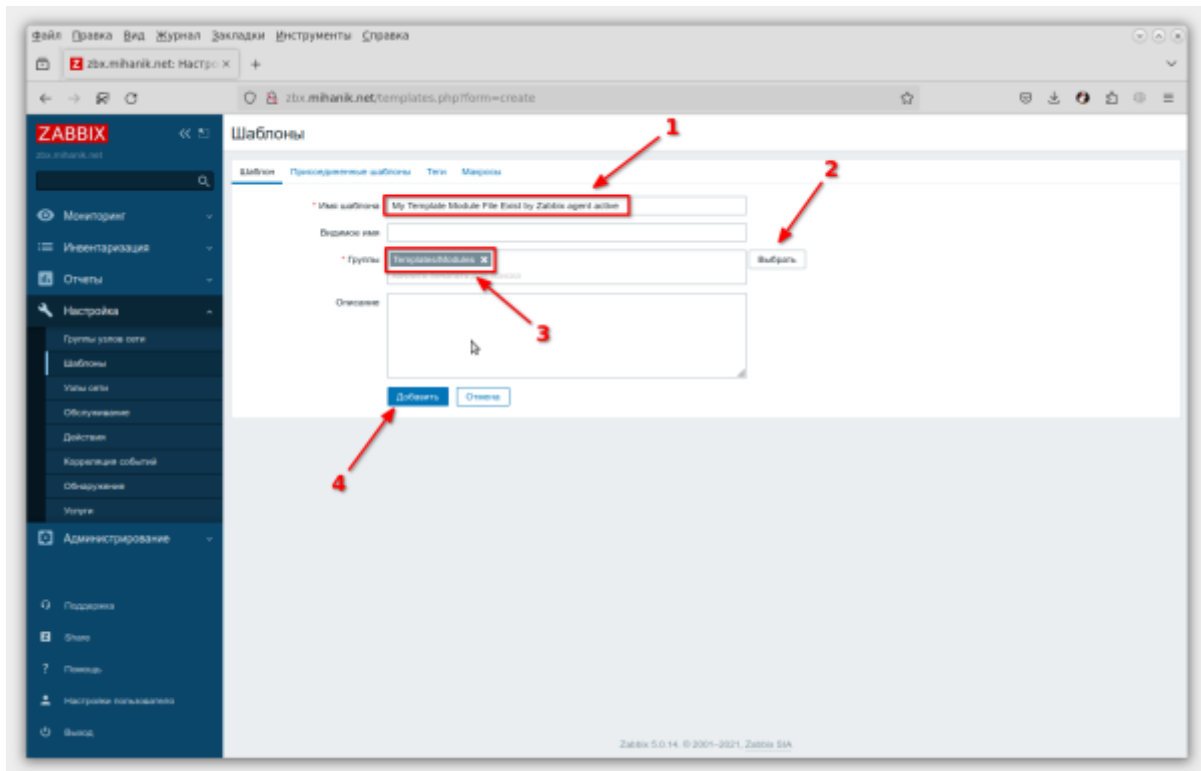 Файл Правка Вид Журнал Закладки Инструменты Справка
zbx.mihanik.net: Настро
zbx.mihanik.net/templates.php?form=create
ZABBIX
zbx.mihanik.net
Шаблоны
1
2
Шаблон Присоединенные шаблоны Теги Макросы
* Имя шаблона My Template Module File Exist by Zabbix agent active
Видимое имя
* Группы Templates/Modules Выбрать
Описание
3
Добавить Отмена
4
Мониторинг
Инвентаризация
Отчеты
Настройка
Группы узлов сети
Шаблоны
Узлы сети
Обслуживание
Действия
Корреляция событий
Обнаружение
Услуги
Администрирование
Поддержка
Share
Помощь
Настройки пользователя
Выход
Zabbix 5.0.14. © 2001–2021, Zabbix SIA